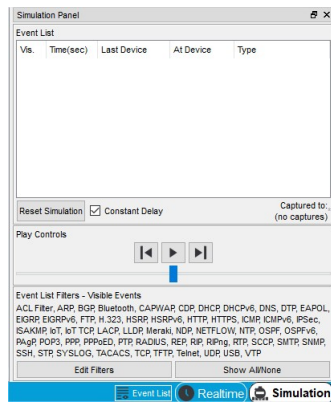 Simulation Panel
Event List
Vis. Time(sec) Last Device At Device Type
Reset Simulation Constant Delay Captured to:
(no captures)
Play Controls
Event List Filters - Visible Events
ACL Filter, ARP, BGP, Bluetooth, CAPWAP, CDP, DHCP, DHCPv6, DNS, DTP, EAPOL,
EIGRP, EIGRPv6, FTP, H.323, HSRP, HSRPv6, HTTP, HTTPS, ICMP, ICMPv6, IPSec,
ISAKMP, IoT, IoT TCP, LACP, LLDP, Meraki, NDP, NETFLOW, NTP, OSPF, OSPFv6,
PAgP, POP3, PPP, PPPoED, PTP, RADIUS, REP, RIP, RIPng, RTP, SCCP, SMTP, SNMP,
SSH, STP, SYSLOG, TACACS, TCP, TFTP, Telnet, UDP, USB, VTP
Edit Filters Show All/None
Event List Realtime Simulation